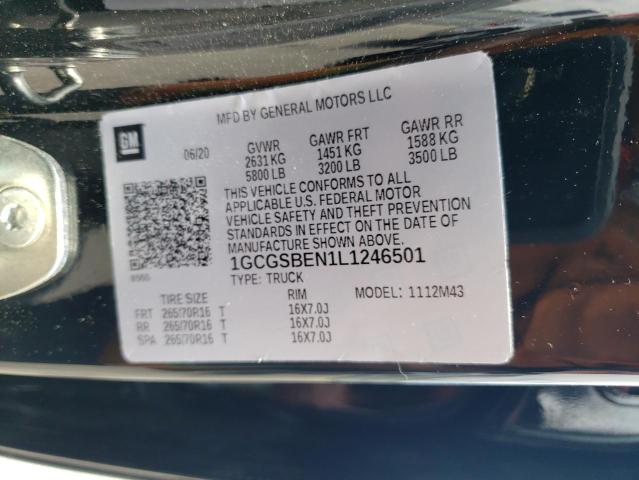 MFD BY GENERAL MOTORS LLC
GM
06/20
GVWR GAWR FRT GAWR RR
2631 KG 1451 KG 1588 KG
5800 LB 3200 LB 3500 LB
THIS VEHICLE CONFORMS TO ALL
APPLICABLE U.S. FEDERAL MOTOR
VEHICLE SAFETY AND THEFT PREVENTION
STANDARDS IN EFFECT ON THE DATE OF
MANUFACTURE SHOWN ABOVE.
1GCGSBEN1L1246501
TYPE: TRUCK MODEL: 1112M43
TIRE SIZE RIM
FRT 265/70R16 T 16X7.0J
RR 265/70R16 T 16X7.0J
SPA 265/70R16 T 16X7.0J